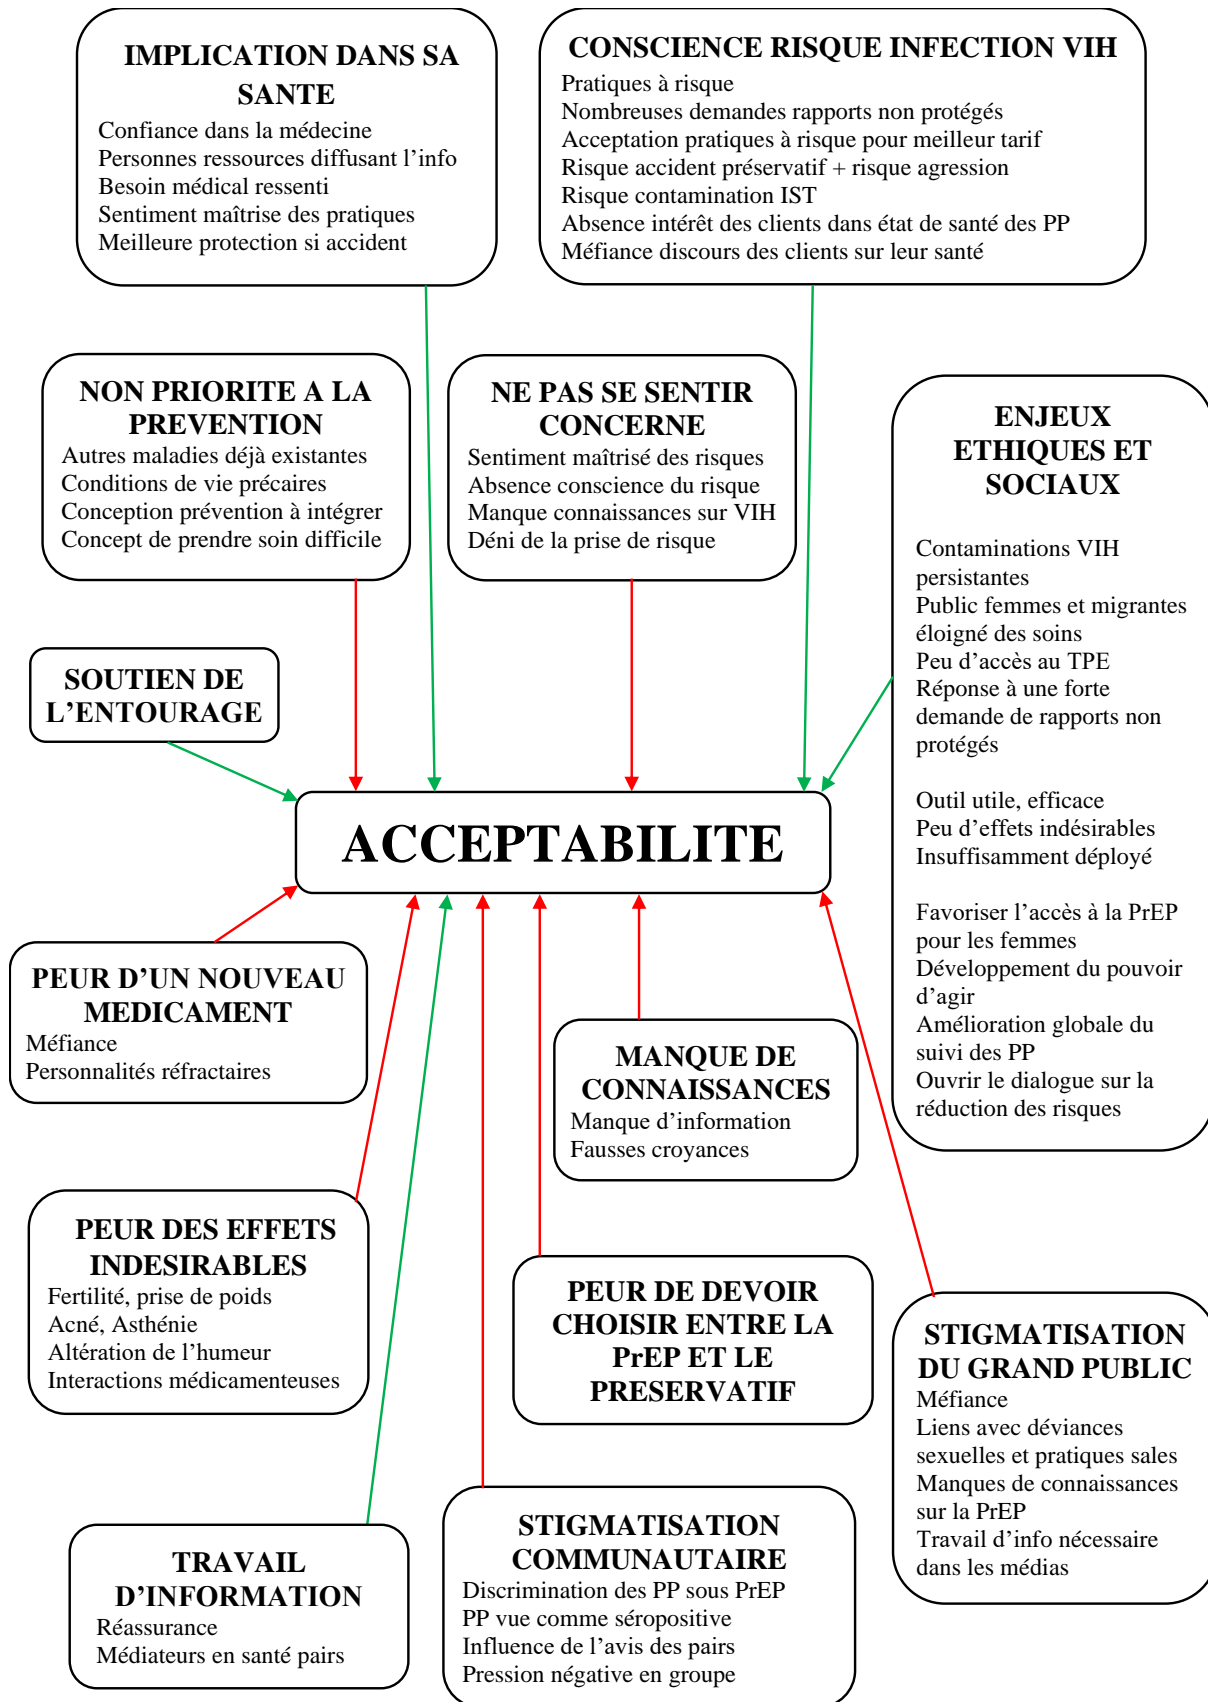 IMPLICATION DANS SA
SANTE
Confiance dans la médecine
Personnes ressources diffusant l'info
Besoin médical ressenti
Sentiment maîtrise des pratiques
Meilleure protection si accident
CONSCIENCE RISQUE INFECTION VIH
Pratiques à risque
Nombreuses demandes rapports non protégés
Acceptation pratiques à risque pour meilleur tarif
Risque accident préservatif + risque agression
Risque contamination IST
Absence intérêt des clients dans état de santé des PP
Méfiance discours des clients sur leur santé
NON PRIORITE A LA
PREVENTION
Autres maladies déjà existantes
Conditions de vie précaires
Conception prévention à intégrer
Concept de prendre soin difficile
NE PAS SE SENTIR
CONCERNE
Sentiment maîtrisé des risques
Absence conscience du risque
Manque connaissances sur VIH
Déni de la prise de risque
ENJEUX
ETHIQUES ET
SOCIAUX
Contaminations VIH
persistantes
Public femmes et migrantes
éloigné des soins
Peu d'accès au TPE
Réponse à une forte
demande de rapports non
protégés
Outil utile, efficace
Peu d'effets indésirables
Insuffisamment déployé
Favoriser l'accès à la PrEP
pour les femmes
Développement du pouvoir
d'agir
Amélioration globale du
suivi des PP
Ouvrir le dialogue sur la
réduction des risques
SOUTIEN DE
L'ENTOURAGE
ACCEPTABILITE
PEUR D'UN NOUVEAU
MEDICAMENT
Méfiance
Personnalités réfractaires
MANQUE DE
CONNAISSANCES
Manque d'information
Fausses croyances
PEUR DES EFFETS
INDESIRABLES
Fertilité, prise de poids
Acné, Asthénie
Altération de l'humeur
Interactions médicamenteuses
PEUR DE DEVOIR
CHOISIR ENTRE LA
PrEP ET LE
PRESERVATIF
STIGMATISATION
DU GRAND PUBLIC
Méfiance
Liens avec déviances
sexuelles et pratiques sales
Manques de connaissances
sur la PrEP
Travail d'info nécessaire
dans les médias
TRAVAIL
D'INFORMATION
Réassurance
Médiateurs en santé pairs
STIGMATISATION
COMMUNAUTAIRE
Discrimination des PP sous PrEP
PP vue comme séropositive
Influence de l'avis des pairs
Pression négative en groupe